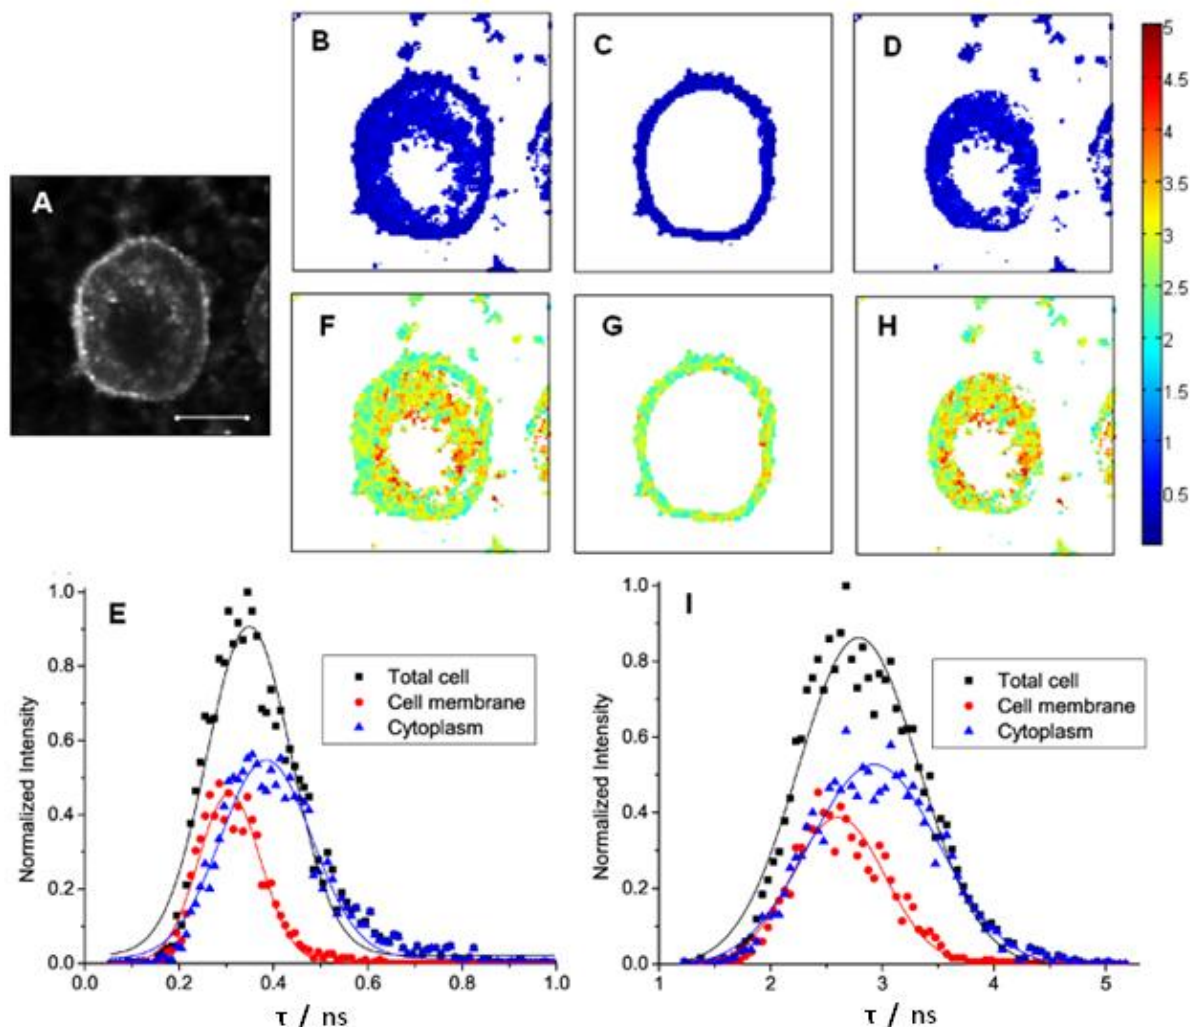 A
B
C
D
F
G
H
5
4.5
4
3.5
3
2.5
2
1.5
1
0.5
E
Normalized Intensity
1.0
0.8
0.6
0.4
0.2
0.0
Total cell
Cell membrane
Cytoplasm
0.0 0.2 0.4 0.6 0.8 1.0
τ / ns
I
Normalized Intensity
1.0
0.8
0.6
0.4
0.2
0.0
Total cell
Cell membrane
Cytoplasm
1 2 3 4 5
τ / ns